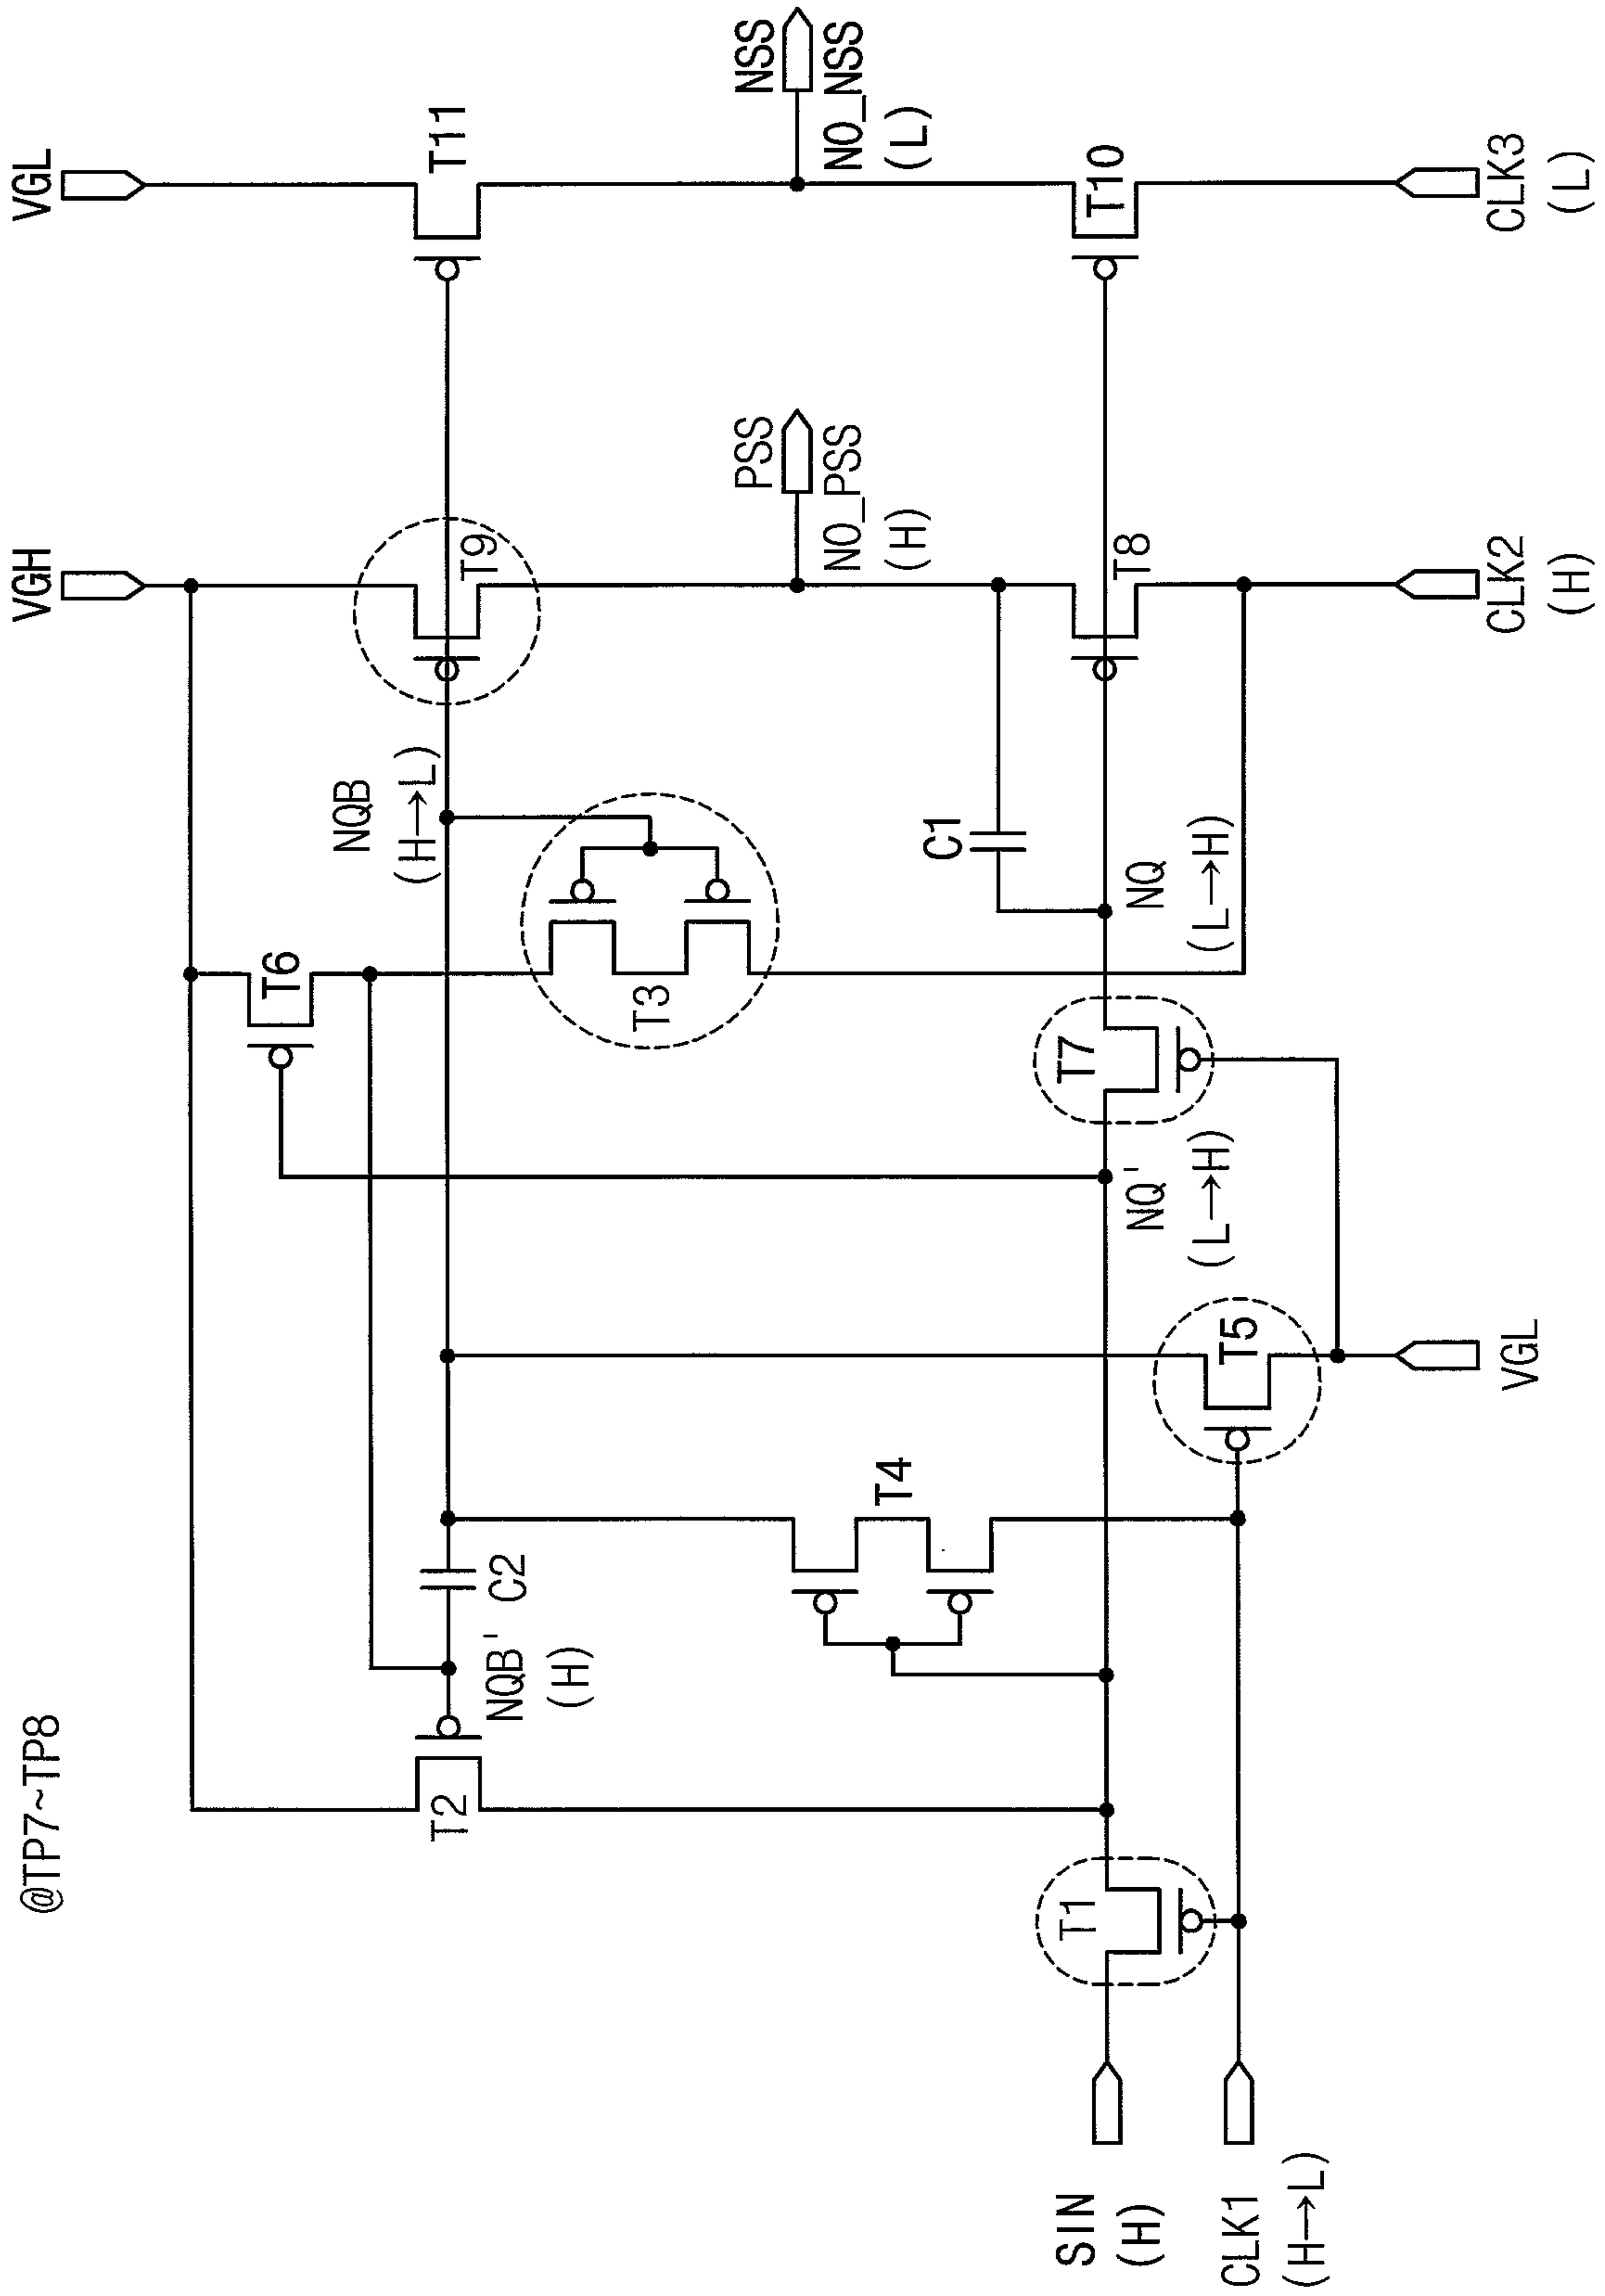 @TP7~TP8
VGH
VGL
T6
T2
NQB'
(H)
C2
NQB
(H→L)
T9
T11
T3
T4
PSS
NO_PSS
(H)
NSS
NO_NSS
(L)
C1
SIN
(H)
T1
T7
NQ'
(L→H)
NQ
(L→H)
T8
T10
T5
CLK1
(H→L)
VGL
CLK2
(H)
CLK3
(L)